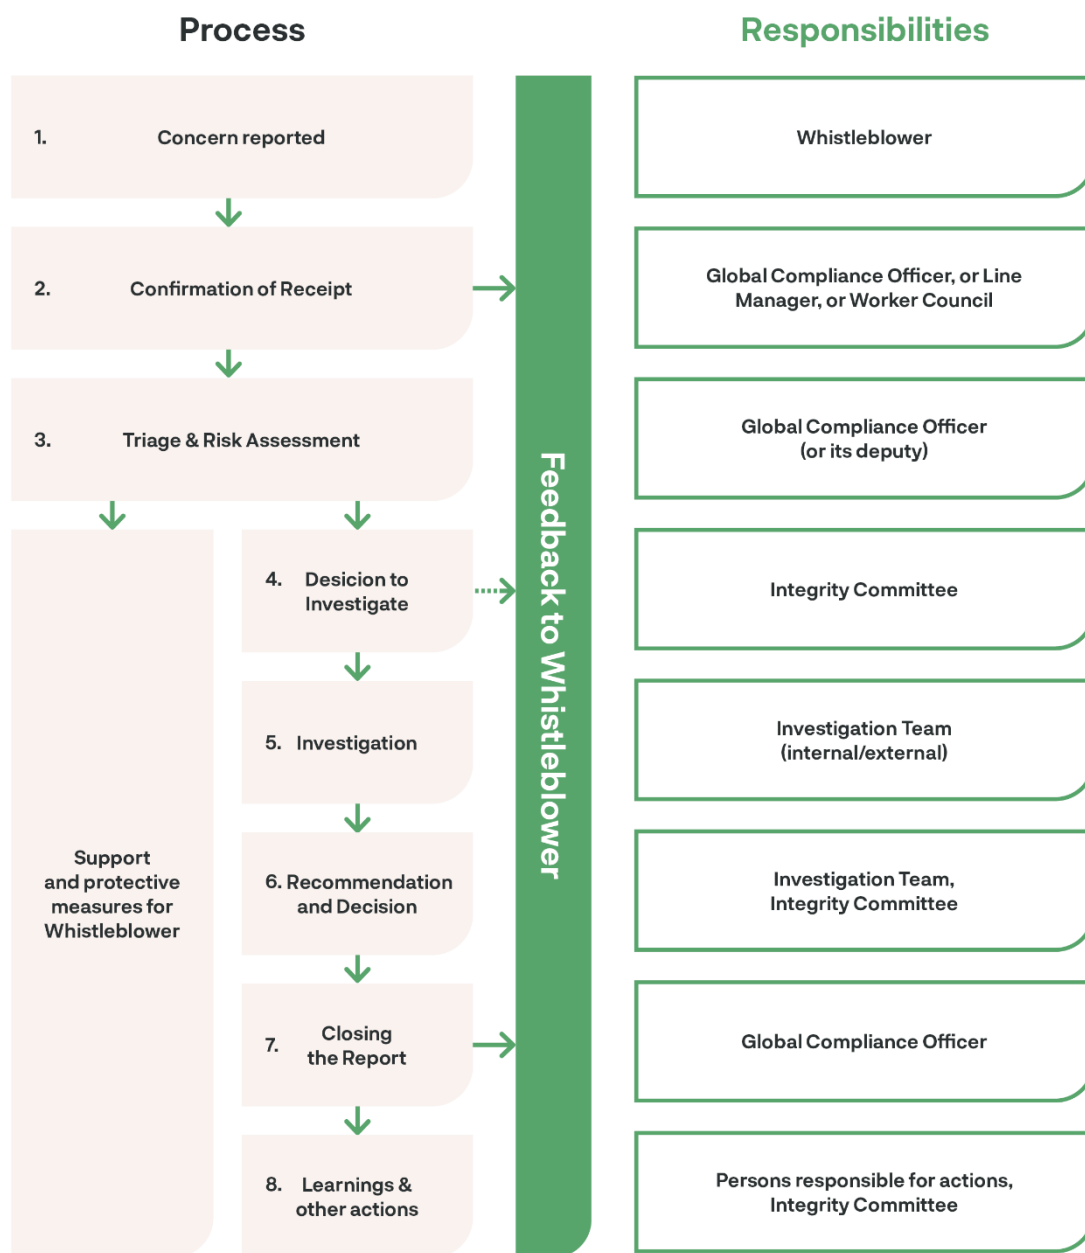 Process
Responsibilities
1. Concern reported
Whistleblower
2. Confirmation of Receipt
Global Compliance Officer, or Line
Manager, or Worker Council
3. Triage & Risk Assessment
Global Compliance Officer
(or its deputy)
4. Desicion to
Investigate
Integrity Committee
5. Investigation
Investigation Team
(internal/external)
Support
and protective
measures for
Whistleblower
6. Recommendation
and Decision
Investigation Team,
Integrity Committee
7. Closing
the Report
Global Compliance Officer
8. Learnings &
other actions
Persons responsible for actions,
Integrity Committee
Feedback to Whistleblower